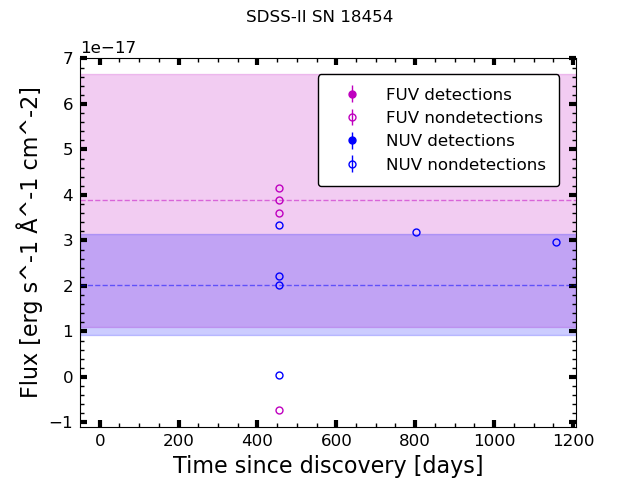 SDSS-II SN 18454
1e−17
7
6
5
4
3
2
1
0
−1
FUV detections
FUV nondetections
NUV detections
NUV nondetections
0 200 400 600 800 1000 1200
Time since discovery [days]
Flux [erg s^-1 Å^-1 cm^-2]